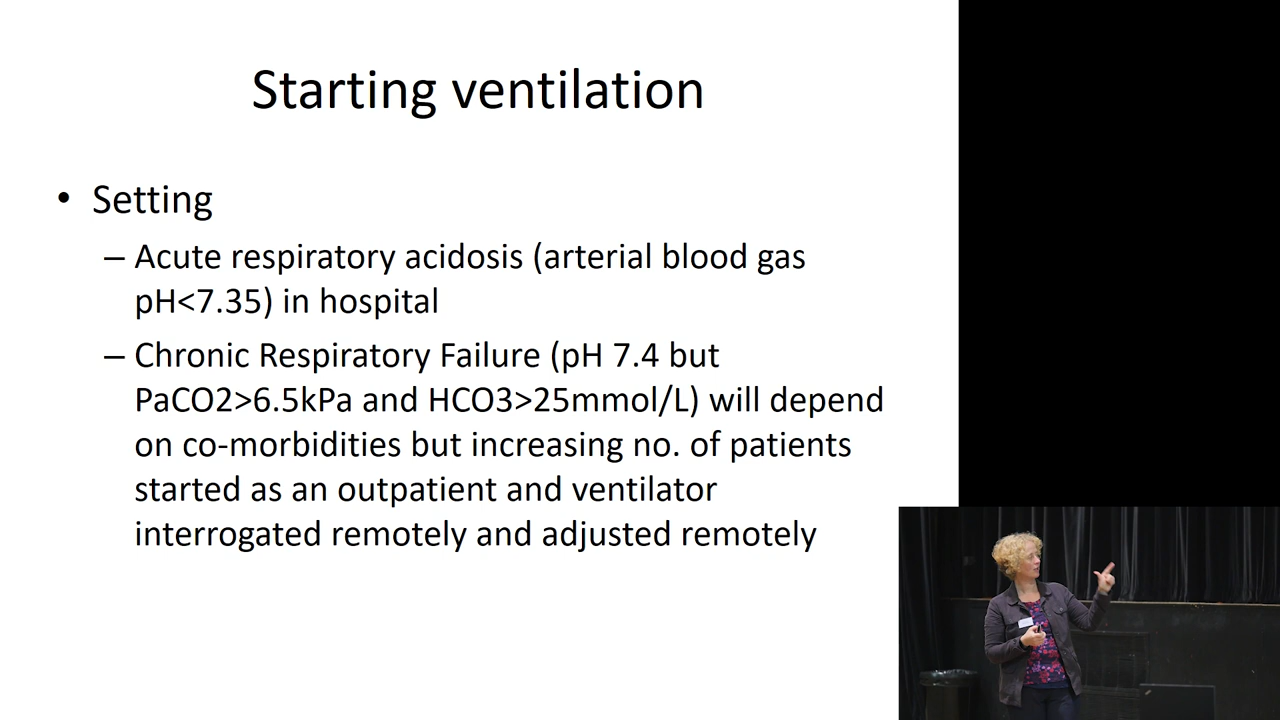 Starting ventilation
• Setting
– Acute respiratory acidosis (arterial blood gas
pH<7.35) in hospital
– Chronic Respiratory Failure (pH 7.4 but
PaCO2>6.5kPa and HCO3>25mmol/L) will depend
on co-morbidities but increasing no. of patients
started as an outpatient and ventilator
interrogated remotely and adjusted remotely